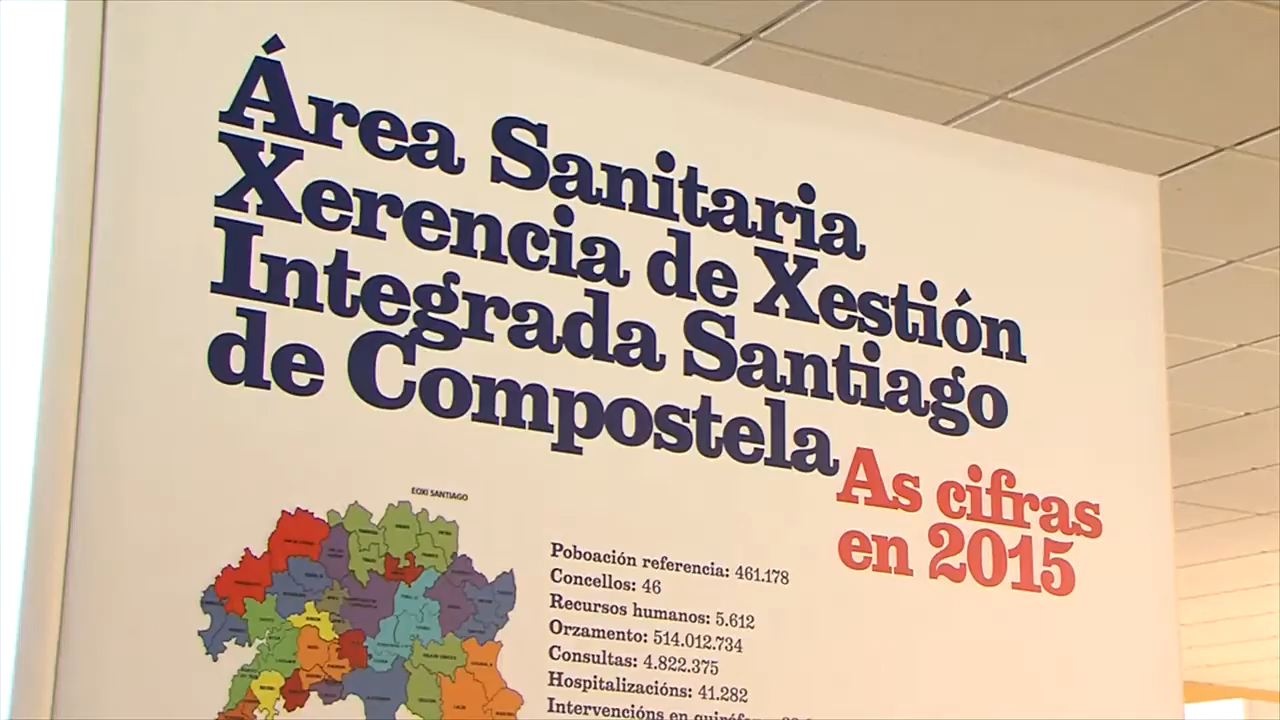 Área Sanitaria
Xerencia de Xestión
Integrada Santiago
de Compostela
As cifras
en 2015
EOXI SANTIAGO
Poboación referencia: 461.178
Concellos: 46
Recursos humanos: 5.612
Orzamento: 514.012.734
Consultas: 4.822.375
Hospitalizacións: 41.282
Intervencións en